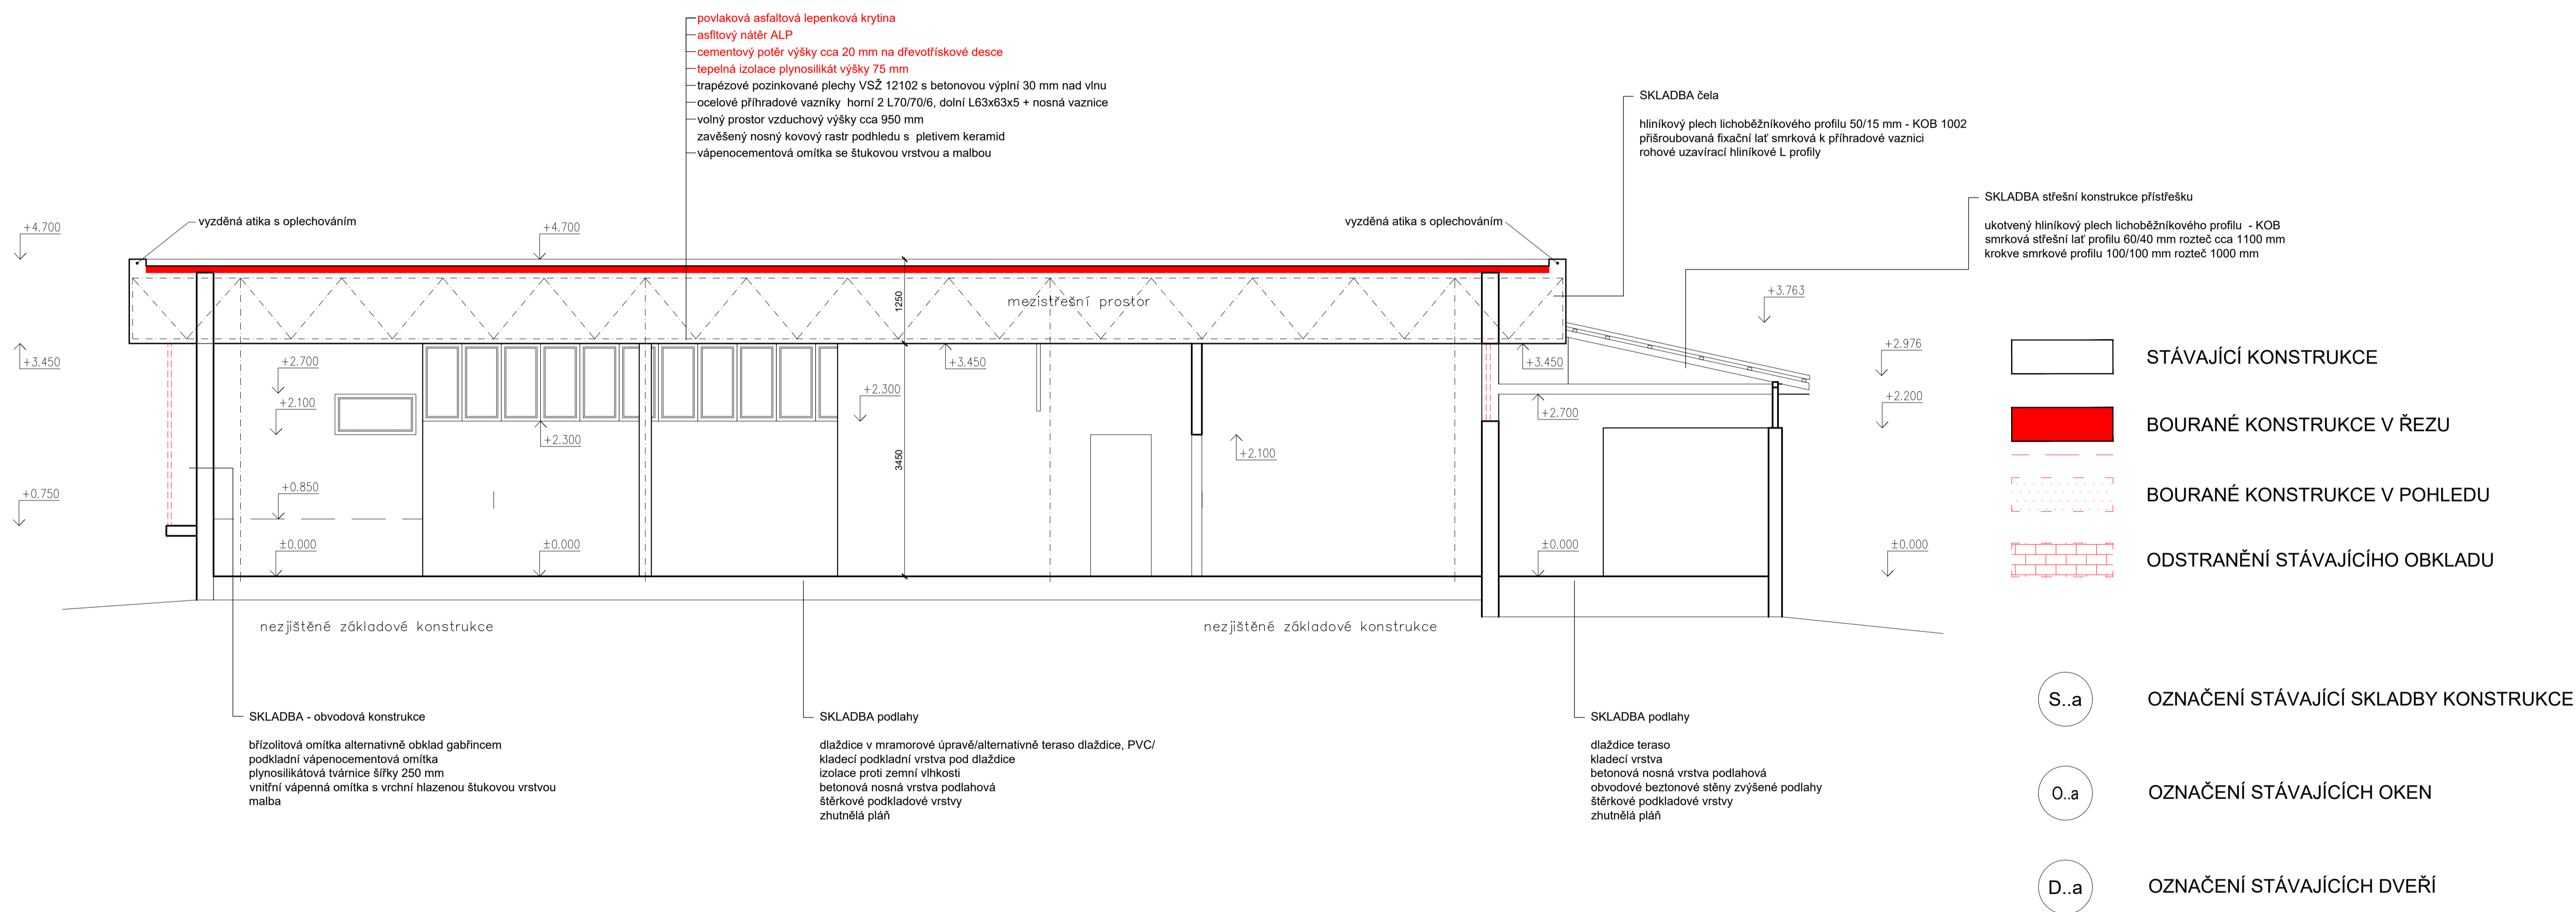 povlaková asfaltová lepenková krytina
asfltový nátěr ALP
cementový potěr výšky cca 20 mm na dřevotřískové desce
tepelná izolace plynosilikát výšky 75 mm
trapézové pozinkované plechy VSŽ 12102 s betonovou výplní 30 mm nad vlnu
ocelové příhradové vazníky horní 2 L70/70/6, dolní L63x63x5 + nosná vaznice
volný prostor vzduchový výšky cca 950 mm
zavěšený nosný kovový rastr podhledu s pletivem keramid
vápenocementová omítka se štukovou vrstvou a malbou
SKLADBA čela
hliníkový plech lichoběžníkového profilu 50/15 mm - KOB 1002
přišroubovaná fixační lať smrková k příhradové vaznici
rohové uzavírací hliníkové L profily
SKLADBA střešní konstrukce přístřešku
ukotvený hliníkový plech lichoběžníkového profilu - KOB
smrková střešní lať profilu 60/40 mm rozteč cca 1100 mm
krokve smrkové profilu 100/100 mm rozteč 1000 mm
vyzděná atika s oplechováním
vyzděná atika s oplechováním
+4.700
+4.700
+3.763
1250
mezistřešní prostor
+3.450
+2.700
+2.100
+2.300
+3.450
+2.300
+3.450
+2.976
+2.700
+2.200
+2.100
3450
+0.750
+0.850
±0.000
±0.000
±0.000
±0.000
nezjištěné základové konstrukce
nezjištěné základové konstrukce
STÁVAJÍCÍ KONSTRUKCE
BOURANÉ KONSTRUKCE V ŘEZU
BOURANÉ KONSTRUKCE V POHLEDU
ODSTRANĚNÍ STÁVAJÍCÍHO OBKLADU
S..a OZNAČENÍ STÁVAJÍCÍ SKLADBY KONSTRUKCE
O..a OZNAČENÍ STÁVAJÍCÍCH OKEN
D..a OZNAČENÍ STÁVAJÍCÍCH DVEŘÍ
SKLADBA - obvodová konstrukce
břízolitová omítka alternativně obklad gabřincem
podkladní vápenocementová omítka
plynosilikátová tvárnice šířky 250 mm
vnitřní vápenná omítka s vrchní hlazenou štukovou vrstvou
malba
SKLADBA podlahy
dlaždice v mramorové úpravě/alternativně teraso dlaždice, PVC/
kladecí podkladní vrstva pod dlaždice
izolace proti zemní vlhkosti
betonová nosná vrstva podlahová
štěrkové podkladové vrstvy
zhutnělá pláň
SKLADBA podlahy
dlaždice teraso
kladecí vrstva
betonová nosná vrstva podlahová
obvodové beztonové stěny zvýšené podlahy
štěrkové podkladové vrstvy
zhutnělá pláň